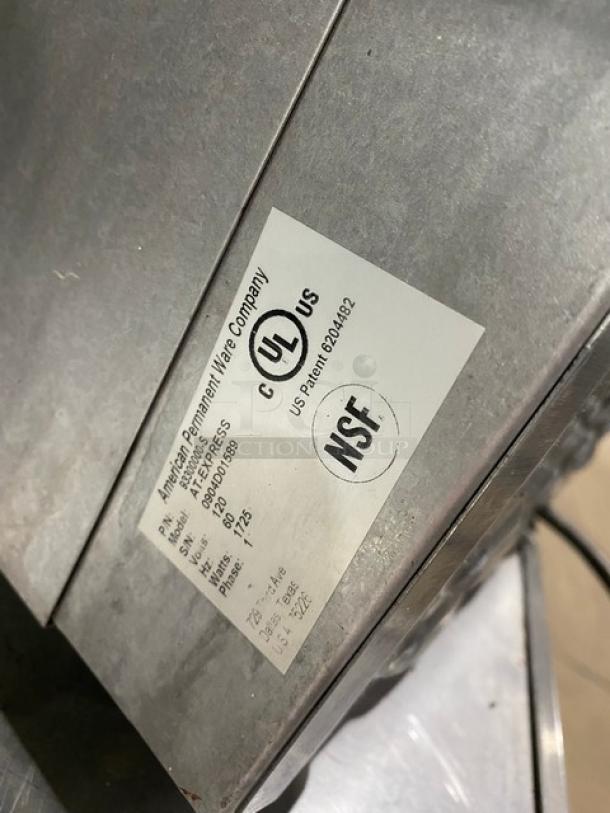 American Permanent Ware Company
P/N: 83300000-S
Model: AT-EXPRESS
S/N: 0904D01589
Volts: 120
Hz: 60
Watts: 1725
Phase: 1
C UL US
US Patent 6204482
NSF
729 Third Ave
Dallas, Texas
U.S.A. 75226